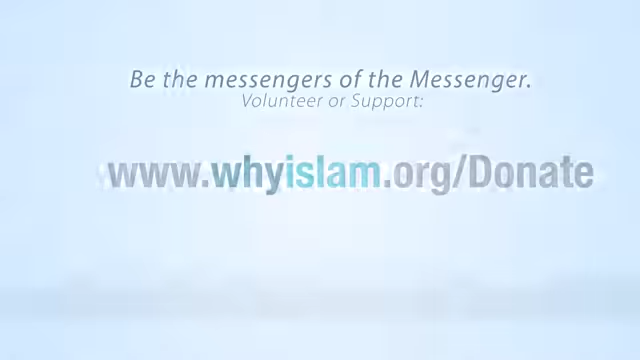 Be the messengers of the Messenger.
Volunteer or Support:
www.whyislam.org/Donate